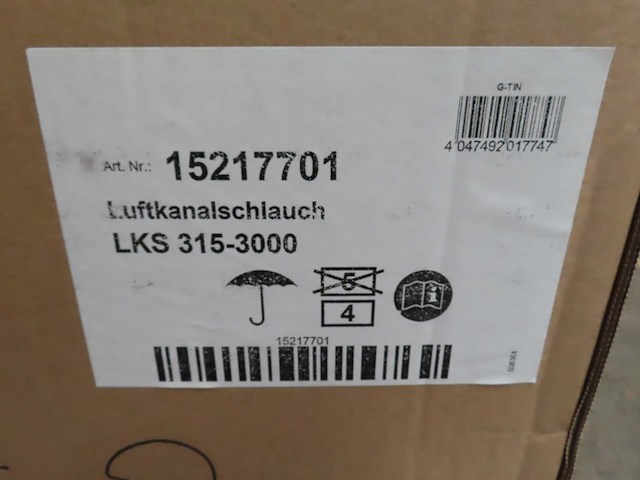 G-TIN
4 047492 017747
Art. Nr.: 15217701
Luftkanalschlauch
LKS 315-3000
5
4
i
15217701